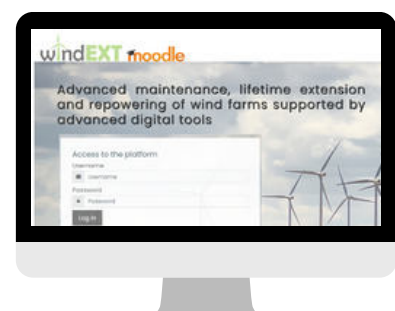 windEXT moodle
Advanced maintenance, lifetime extension
and repowering of wind farms supported by
advanced digital tools
Access to the platform
Username
Username
Password
Password
Log in